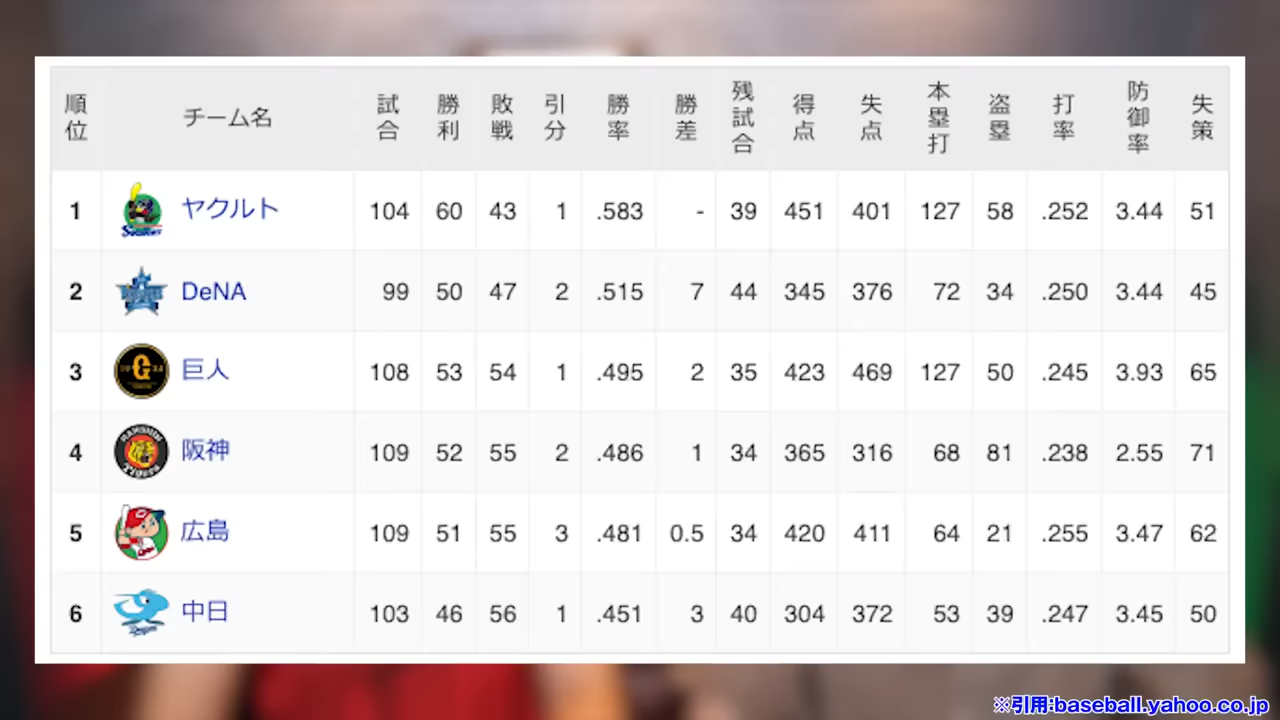 順位 チーム名 試合 勝利 敗戦 引分 勝率 勝差 残試合 得点 失点 本塁打 盗塁 打率 防御率 失策
1 ヤクルト 104 60 43 1 .583 - 39 451 401 127 58 .252 3.44 51
2 DeNA 99 50 47 2 .515 7 44 345 376 72 34 .250 3.44 45
3 巨人 108 53 54 1 .495 2 35 423 469 127 50 .245 3.93 65
4 阪神 109 52 55 2 .486 1 34 365 316 68 81 .238 2.55 71
5 広島 109 51 55 3 .481 0.5 34 420 411 64 21 .255 3.47 62
6 中日 103 46 56 1 .451 3 40 304 372 53 39 .247 3.45 50
※引用:baseball.yahoo.co.jp